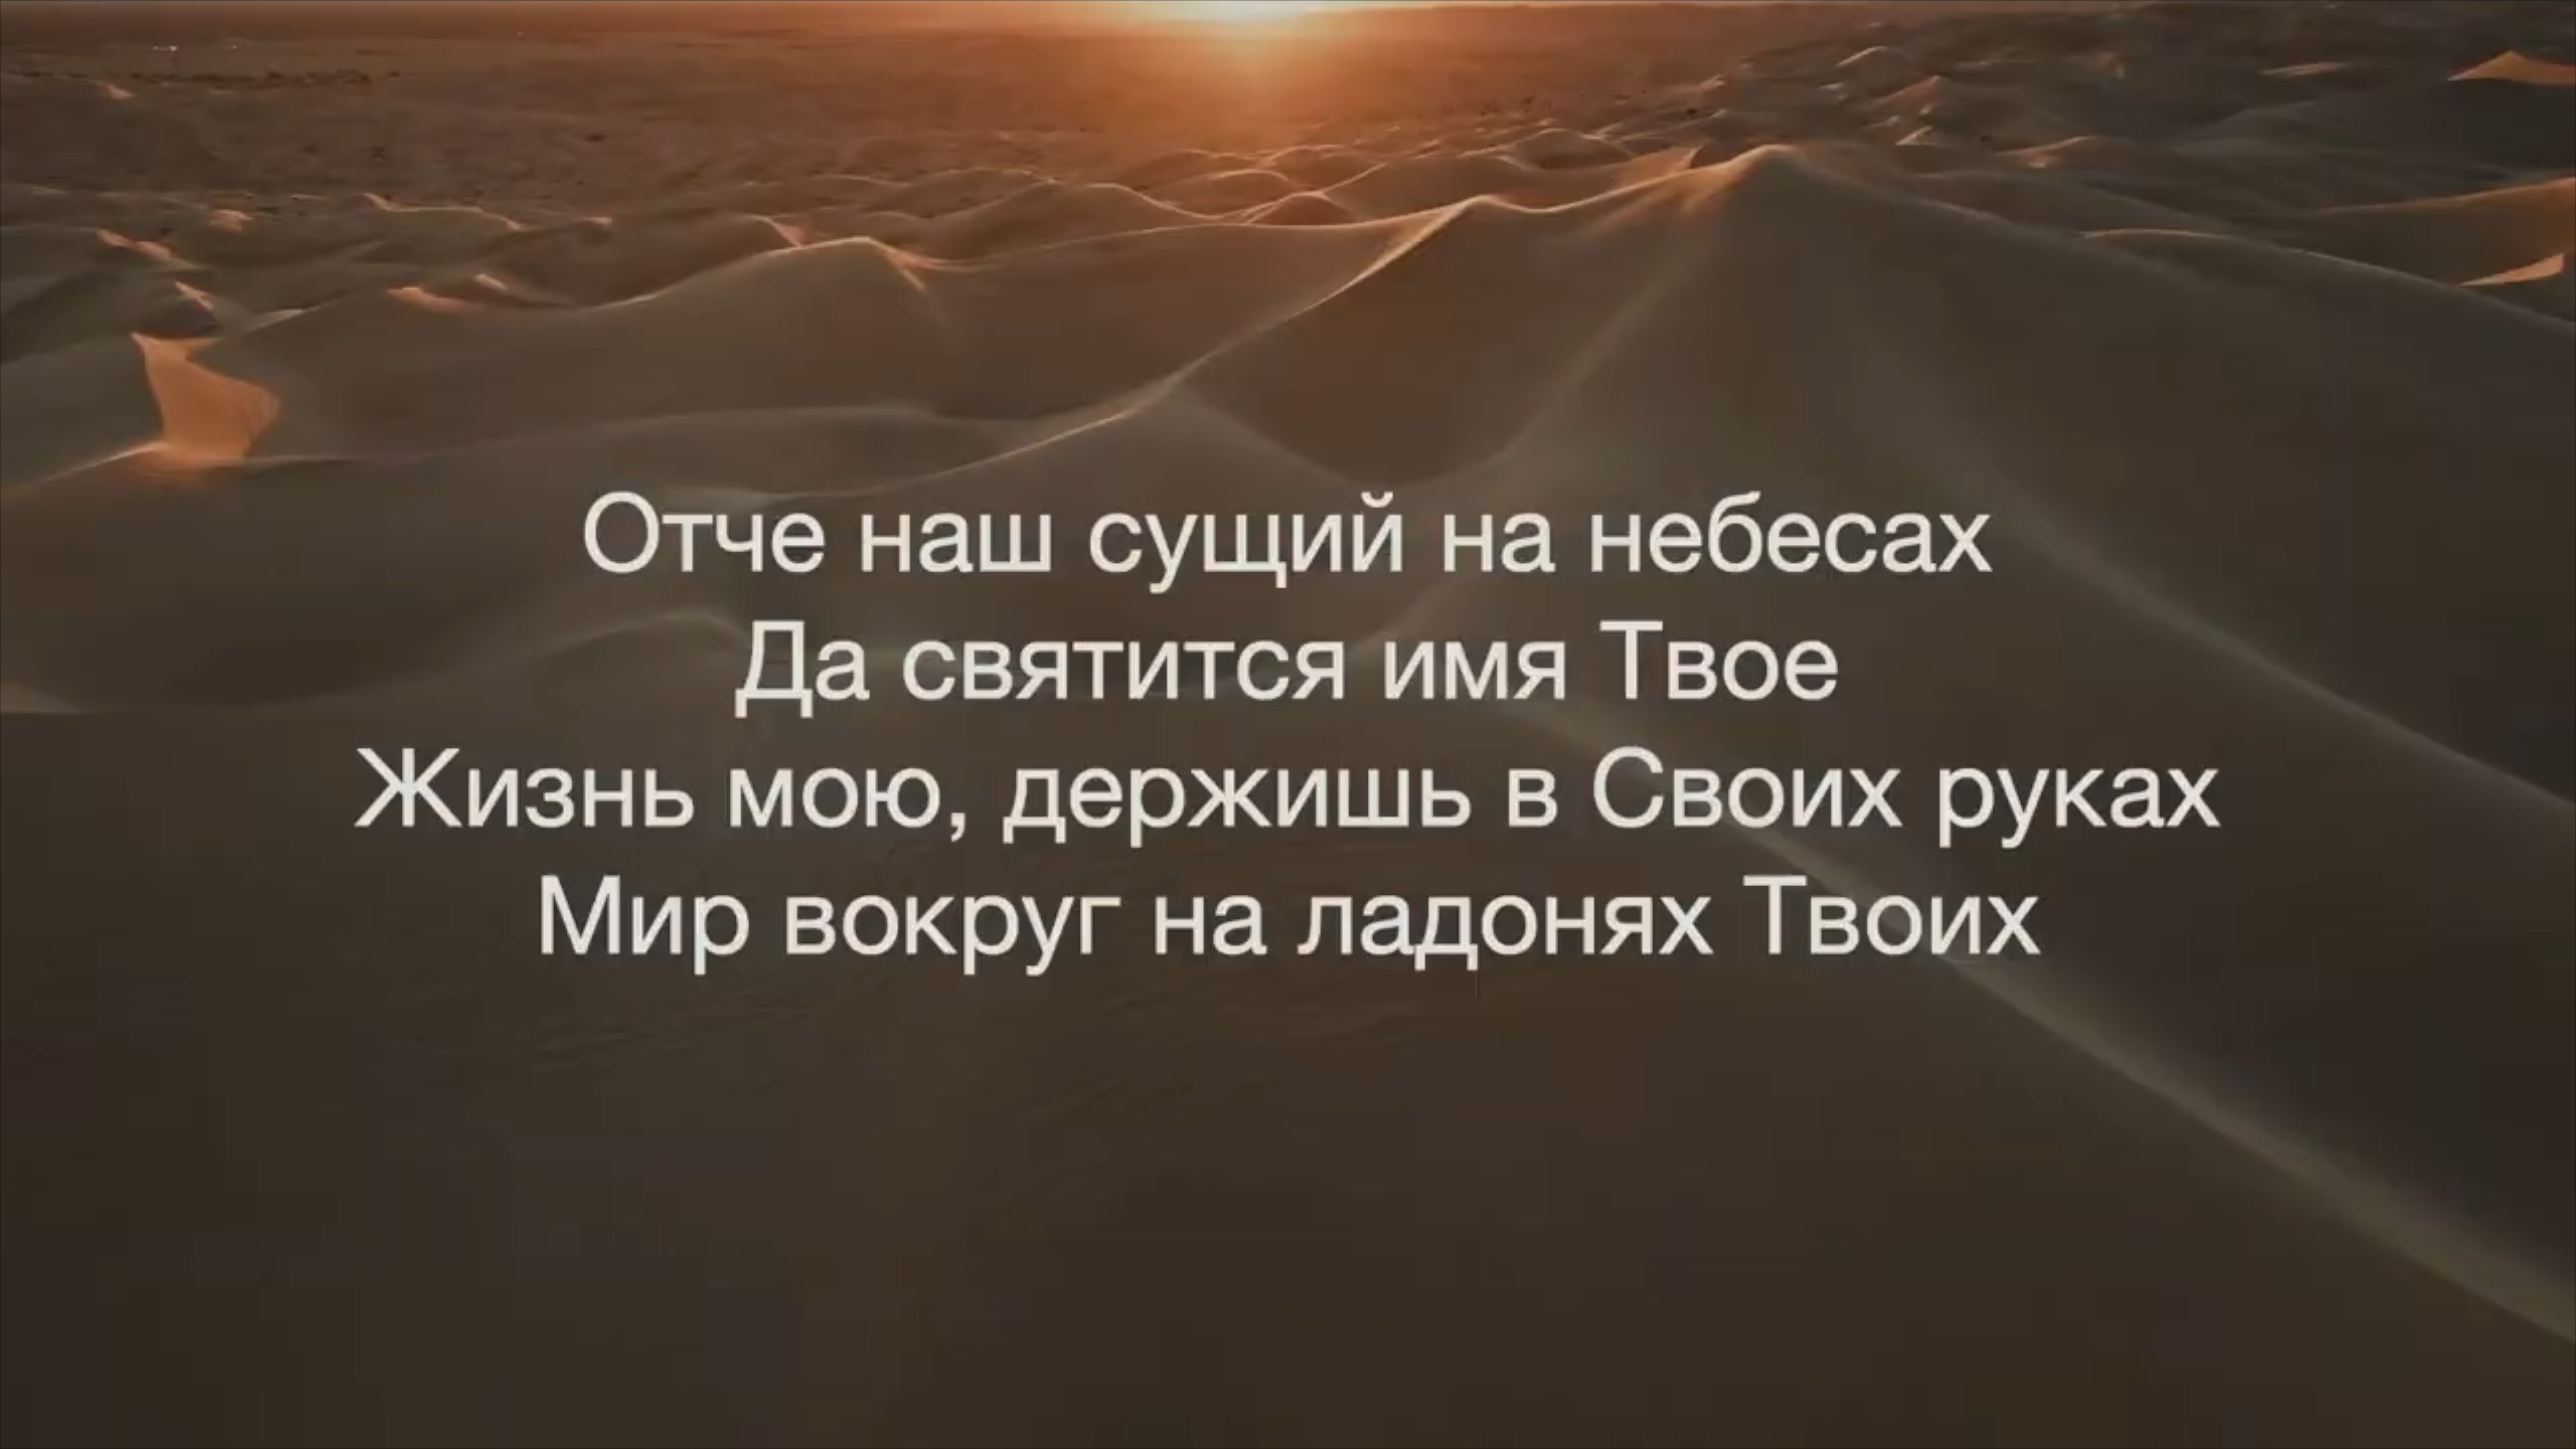 Отче наш сущий на небесах
Да святится имя Твое
Жизнь мою, держишь в Своих руках
Мир вокруг на ладонях Твоих